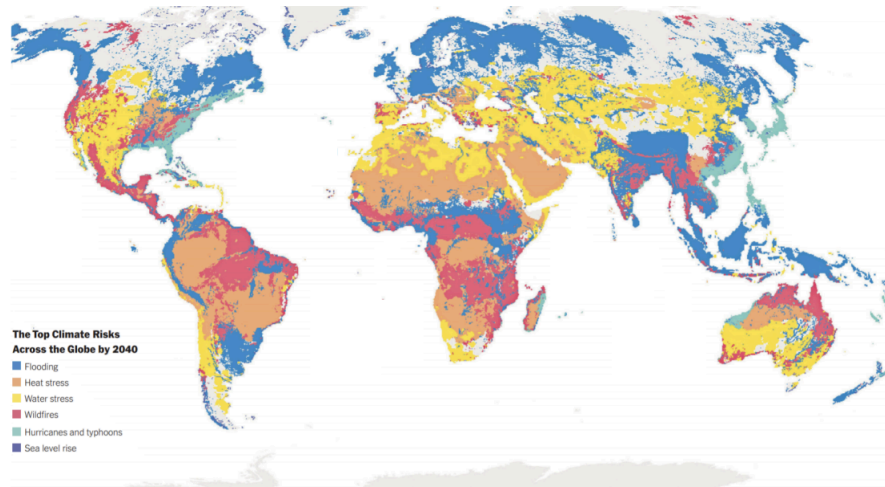 The Top Climate Risks
Across the Globe by 2040
Flooding
Heat stress
Water stress
Wildfires
Hurricanes and typhoons
Sea level rise